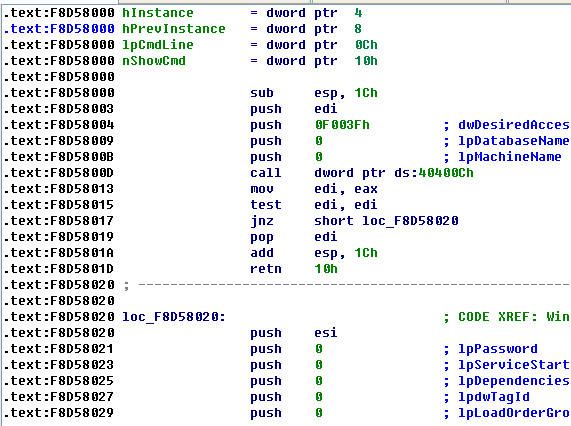 .text:F8D58000 hInstance = dword ptr 4
.text:F8D58000 hPrevInstance = dword ptr 8
.text:F8D58000 lpCmdLine = dword ptr 0Ch
.text:F8D58000 nShowCmd = dword ptr 10h
.text:F8D58000
.text:F8D58000 sub esp, 1Ch
.text:F8D58003 push edi
.text:F8D58004 push 0F003Fh ; dwDesiredAcces
.text:F8D58009 push 0 ; lpDatabaseName
.text:F8D5800B push 0 ; lpMachineName
.text:F8D5800D call dword ptr ds:40400Ch
.text:F8D58013 mov edi, eax
.text:F8D58015 test edi, edi
.text:F8D58017 jnz short loc_F8D58020
.text:F8D58019 pop edi
.text:F8D5801A add esp, 1Ch
.text:F8D5801D retn 10h
.text:F8D58020 ; ---------------------------------------------------------------
.text:F8D58020
.text:F8D58020 loc_F8D58020: ; CODE XREF: Win
.text:F8D58020 push esi
.text:F8D58021 push 0 ; lpPassword
.text:F8D58023 push 0 ; lpServiceStart
.text:F8D58025 push 0 ; lpDependencies
.text:F8D58027 push 0 ; lpdwTagId
.text:F8D58029 push 0 ; lpLoadOrderGro